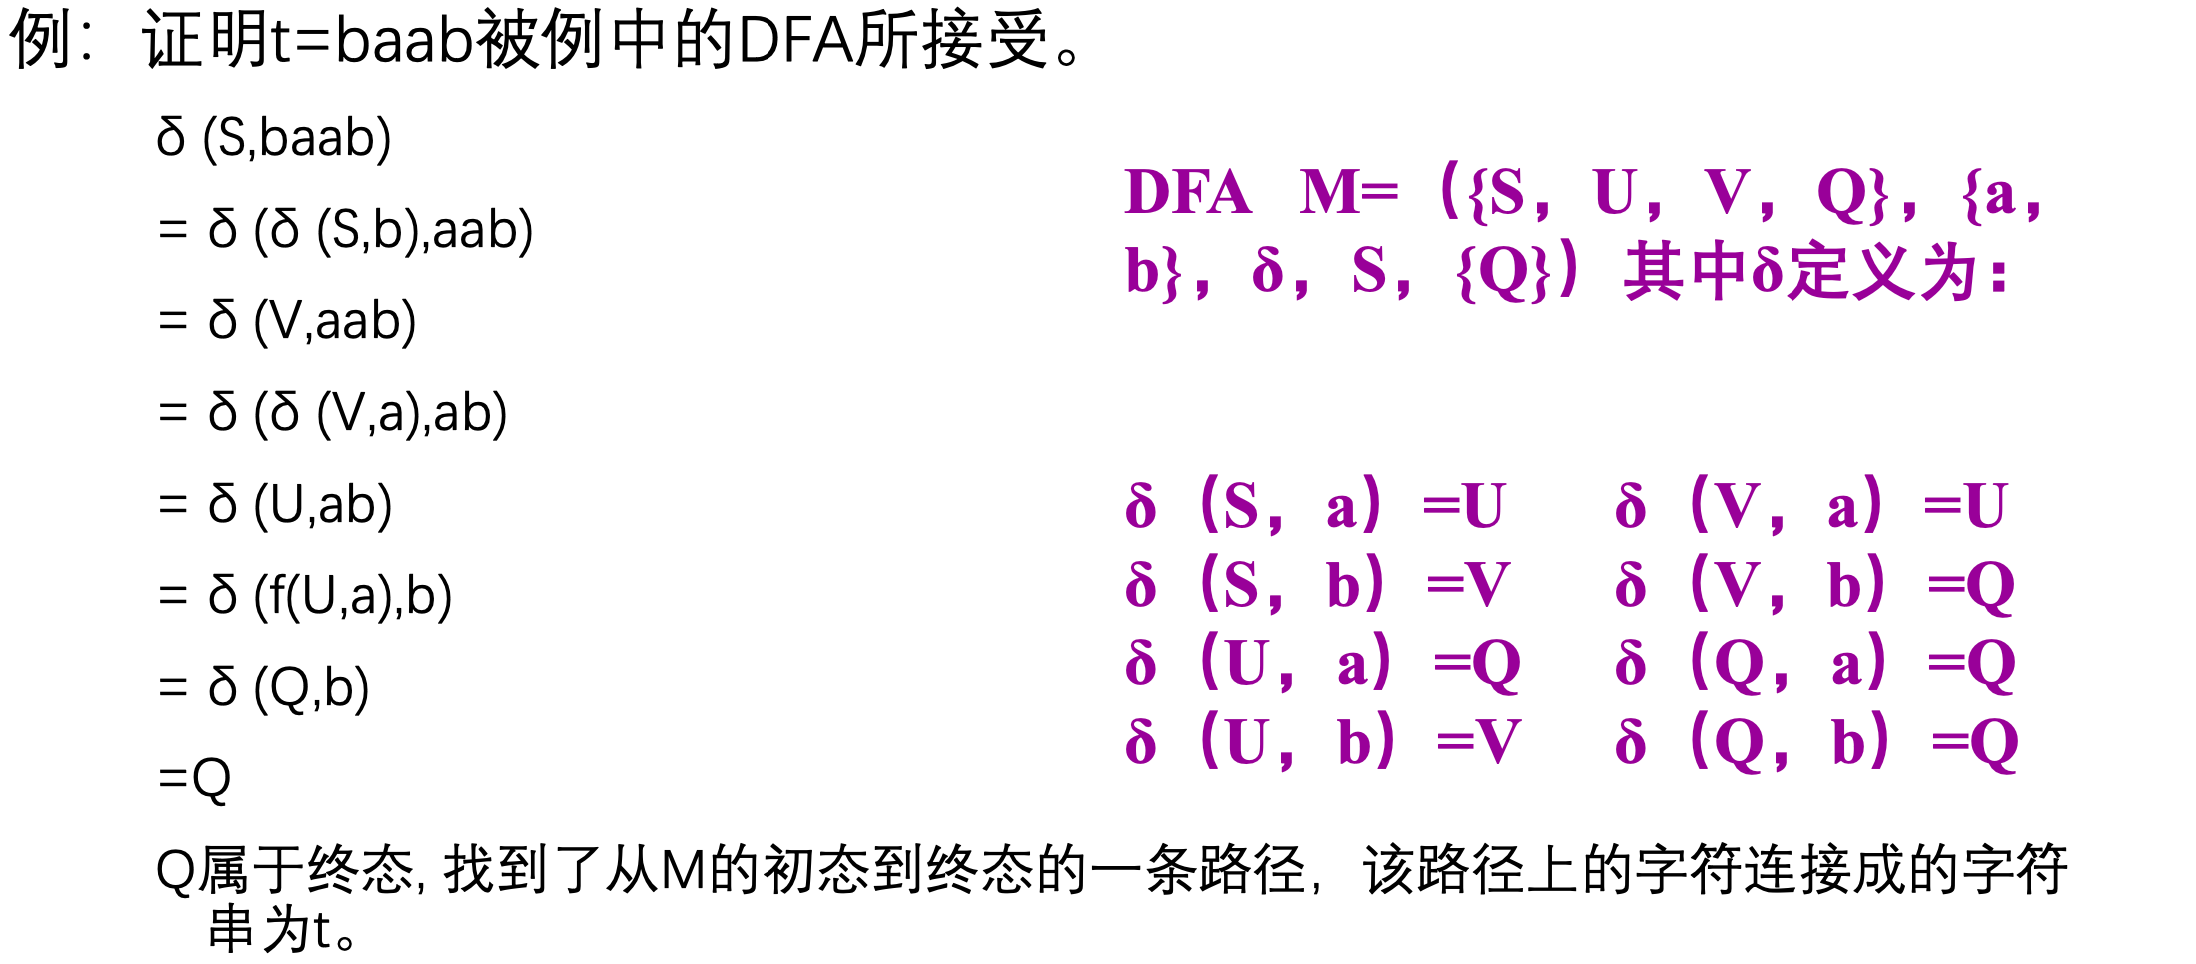 例：证明t=baab被例中的DFA所接受。
δ (S,baab)
= δ (δ (S,b),aab)
= δ (V,aab)
= δ (δ (V,a),ab)
= δ (U,ab)
= δ (f(U,a),b)
= δ (Q,b)
=Q
Q属于终态, 找到了从M的初态到终态的一条路径，该路径上的字符连接成的字符
串为t。
DFA M=（{S，U，V，Q}，{a，
b}，δ，S，{Q}）其中δ定义为：
δ（S，a）=U δ（V，a）=U
δ（S，b）=V δ（V，b）=Q
δ（U，a）=Q δ（Q，a）=Q
δ（U，b）=V δ（Q，b）=Q